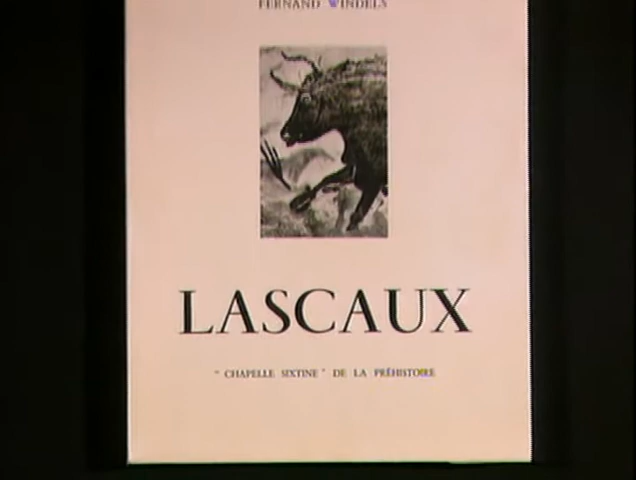 FERNAND WINDELS
LASCAUX
" CHAPELLE SIXTINE " DE LA PRÉHISTOIRE